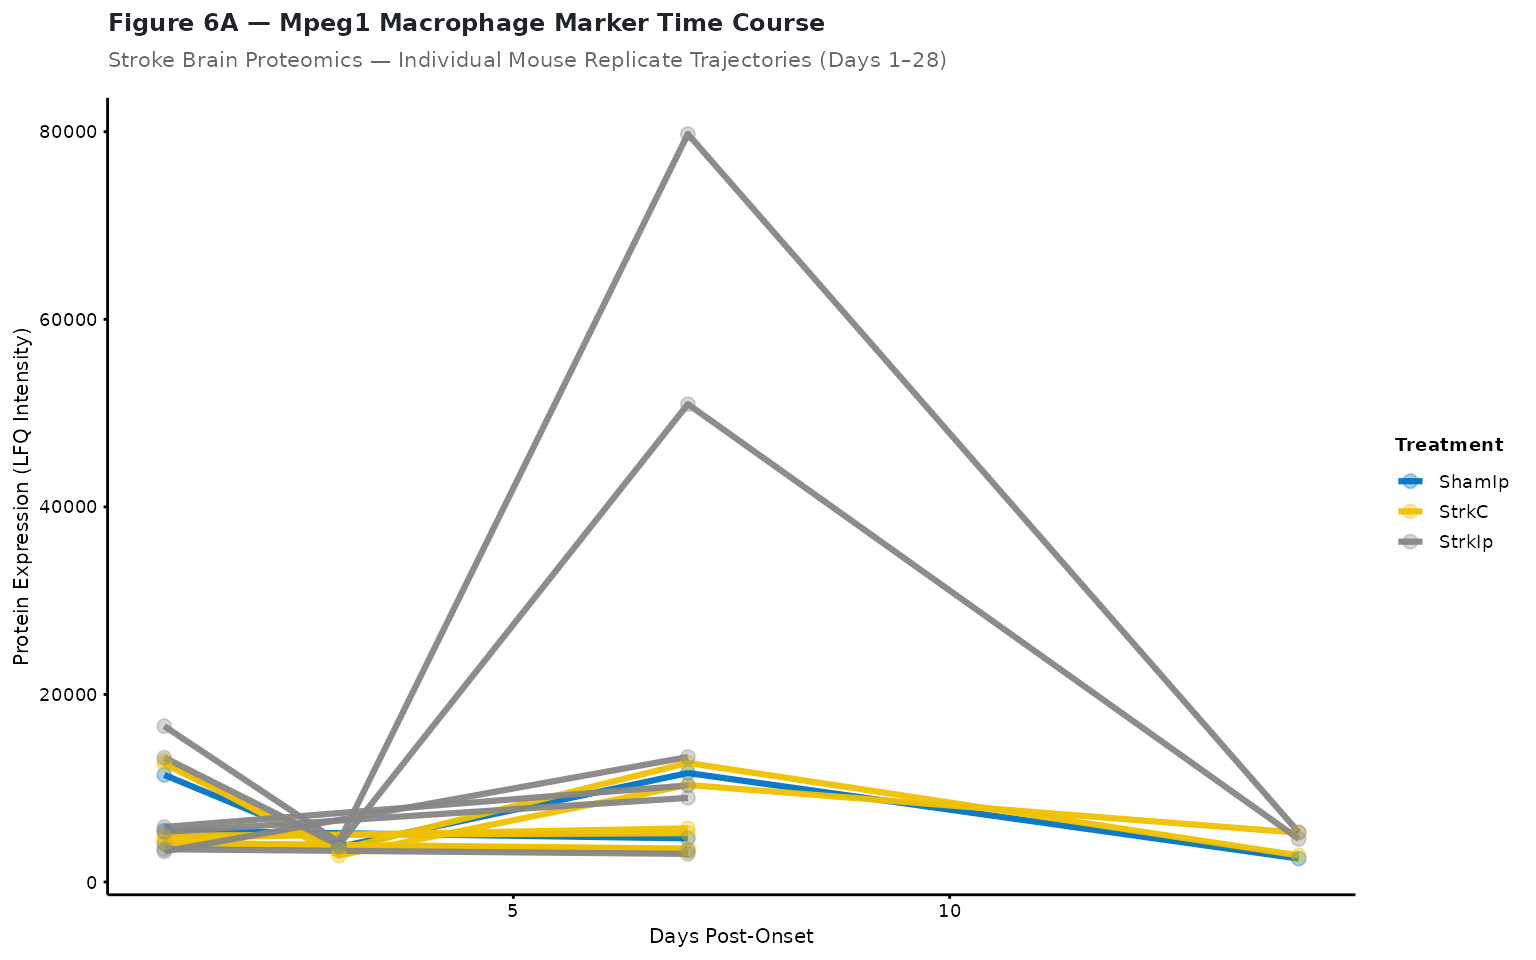 Figure 6A — Mpeg1 Macrophage Marker Time Course
Stroke Brain Proteomics — Individual Mouse Replicate Trajectories (Days 1–28)
Protein Expression (LFQ Intensity)
80000
60000
40000
20000
0
5
10
Days Post-Onset
Treatment
ShamIp
StrkC
StrkIp